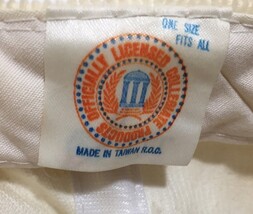 ONE SIZE
FITS ALL
OFFICIALLY LICENSED COLLEGIATE
PRODUCTS
MADE IN TAIWAN R.O.C.